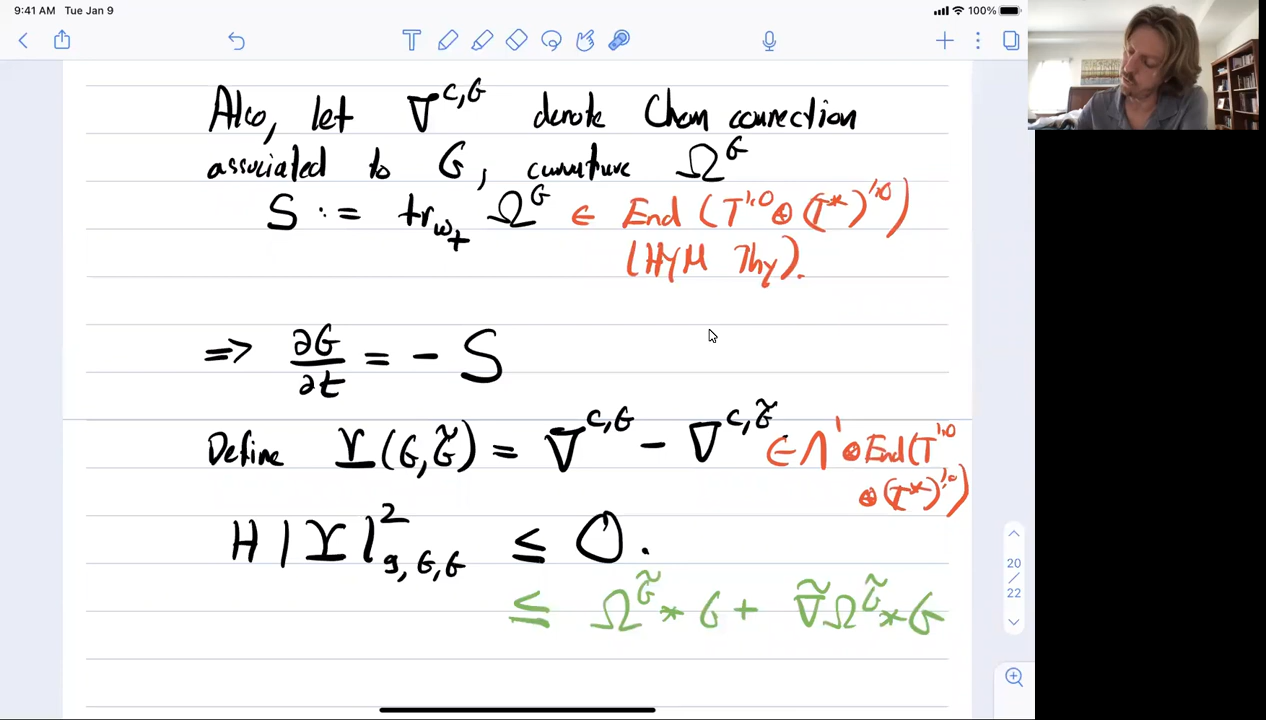 9:41 AM Tue Jan 9
100%
Also, let ∇^{C,G} denote Chern connection
associated to G, curvature Ω^G
S := tr_{ω_+} Ω^G ∈ End (T^{1,0} ⊕ (T*)^{1,0})
(HYM Thy).
⇒ ∂G/∂t = - S
Define Υ(G,G̃) = ∇^{C,G} - ∇^{C,G̃} ∈ Λ^1 ⊗ End(T^{1,0}
⊕ (T*)^{1,0})
H |Υ|^2_{g,G,G} ≤ 0.
≤ Ω^{G̃} * G + ∇̃Ω^{G̃} * G
20
/
22